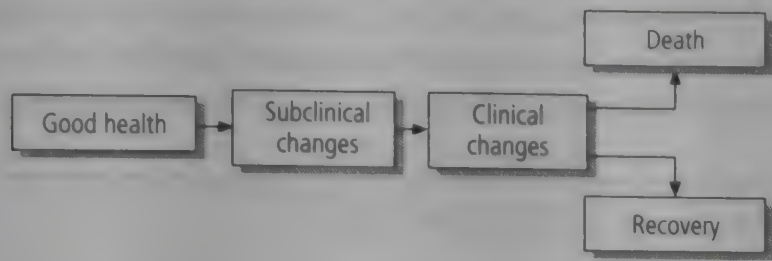 Death
Good health
Subclinical
changes
Clinical
changes
Recovery